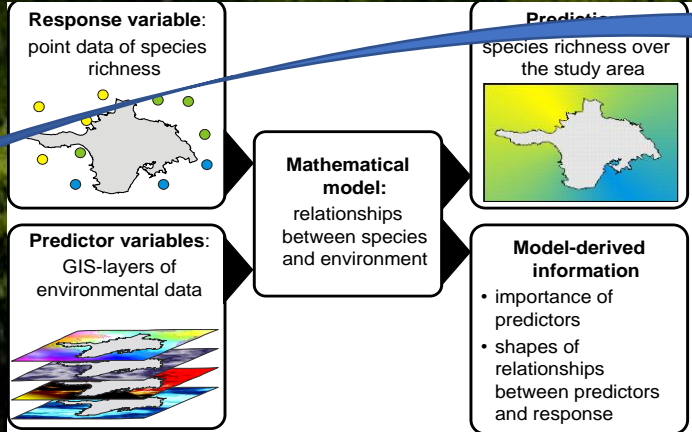 Response variable:
point data of species
richness
Predictor variables:
GIS-layers of
environmental data
Mathematical
model:
relationships
between species
and environment
species richness over
the study area
Model-derived
information
• importance of
predictors
• shapes of
relationships
between predictors
and response